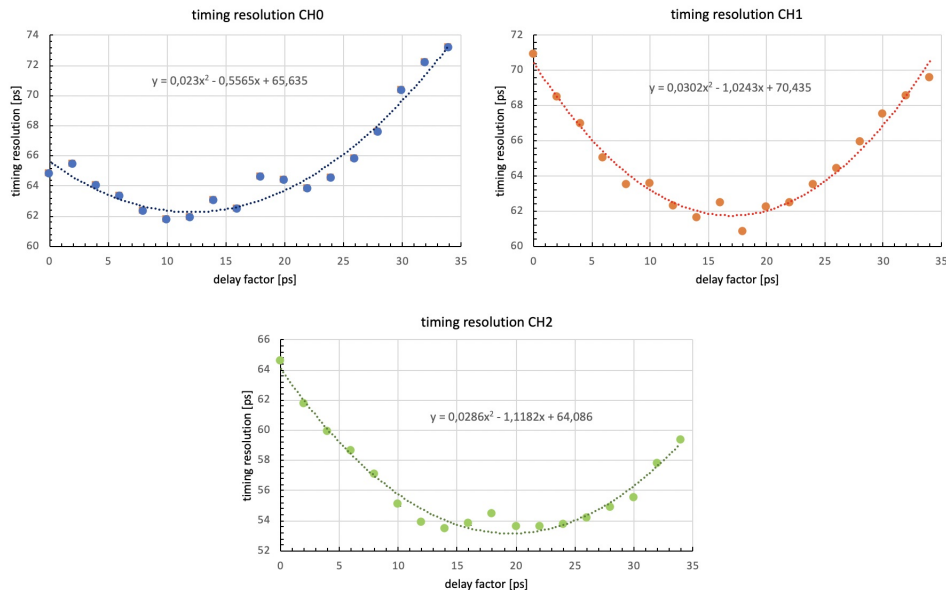 timing resolution CH0
74
72
70
68
66
64
62
60
0 5 10 15 20 25 30 35
timing resolution [ps]
delay factor [ps]
y = 0,023x² - 0,5565x + 65,635
timing resolution CH1
72
70
68
66
64
62
60
0 5 10 15 20 25 30 35
timing resolution [ps]
delay factor [ps]
y = 0,0302x² - 1,0243x + 70,435
timing resolution CH2
66
64
62
60
58
56
54
52
0 5 10 15 20 25 30 35
timing resolution [ps]
delay factor [ps]
y = 0,0286x² - 1,1182x + 64,086